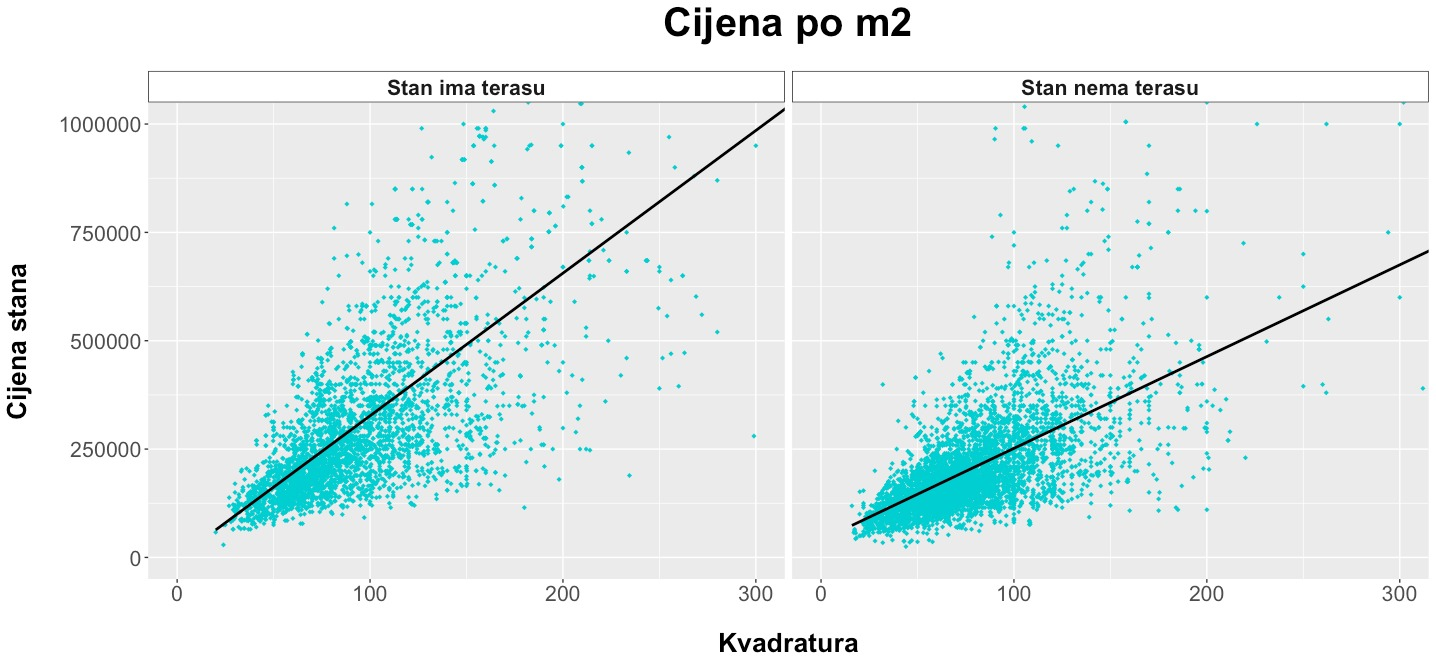 Cijena po m2
Stan ima terasu
Stan nema terasu
Cijena stana
1000000
750000
500000
250000
0
0 100 200 300
0 100 200 300
Kvadratura